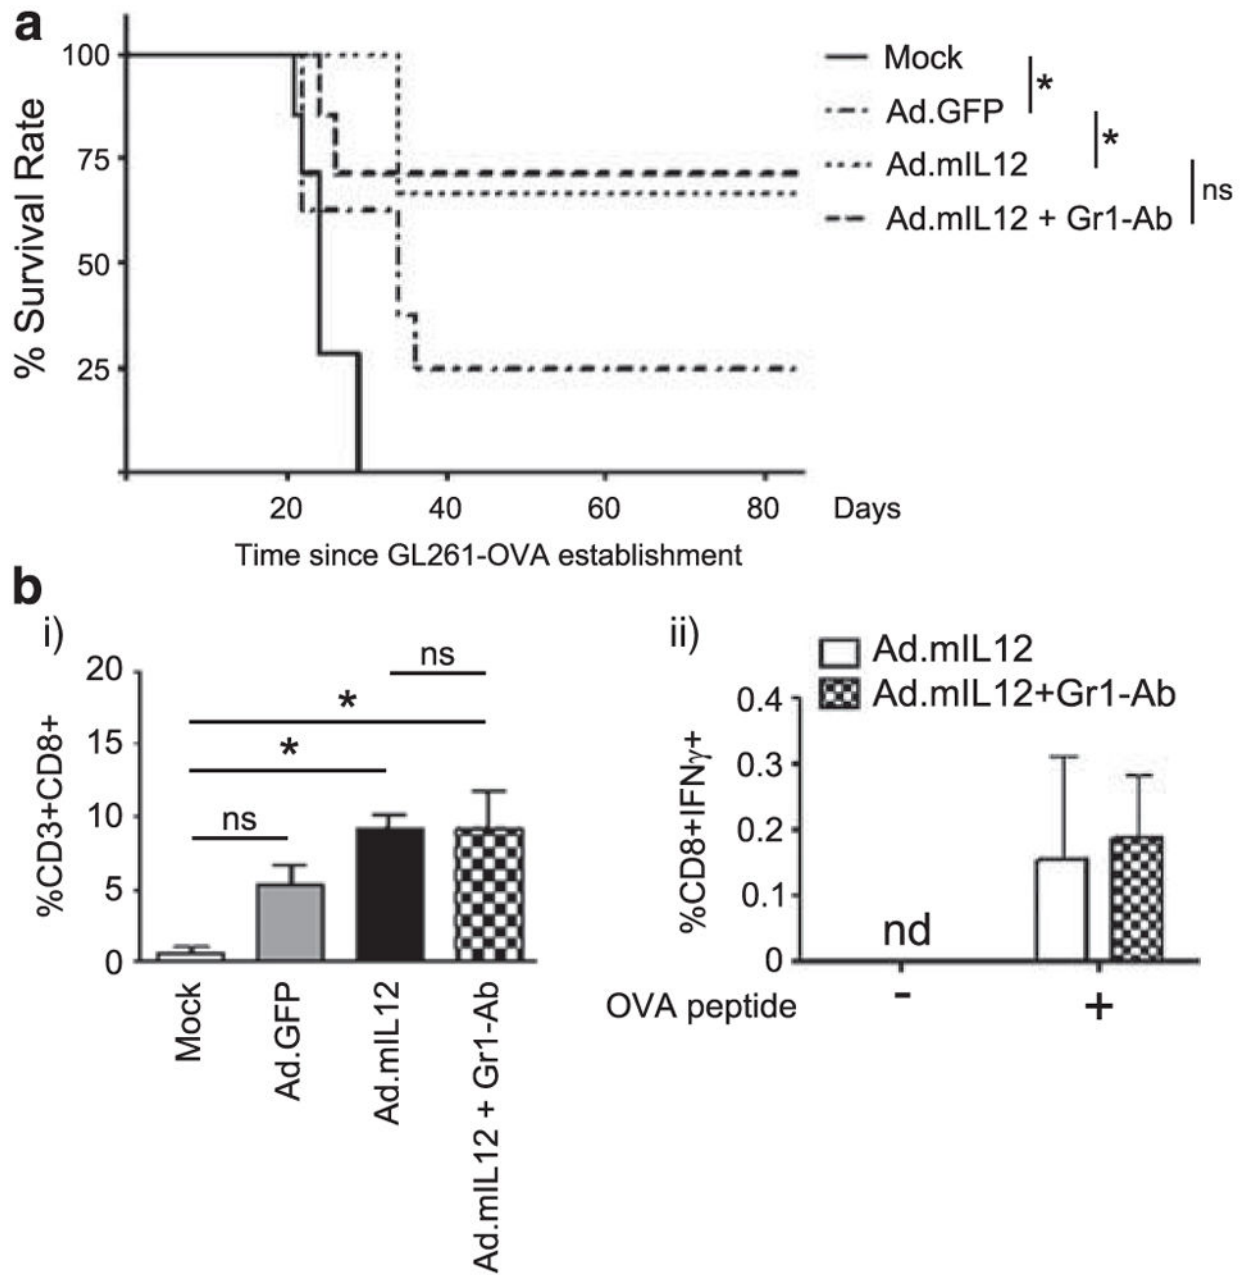 a
100
75
50
25
% Survival Rate
Mock
Ad.GFP
Ad.mIL12
Ad.mIL12 + Gr1-Ab
*
*
ns
20
40
60
80
Days
Time since GL261-OVA establishment
b
i)
%CD3+CD8+
20
15
10
5
0
ns
*
*
ns
Mock
Ad.GFP
Ad.mIL12
Ad.mIL12 + Gr1-Ab
ii)
Ad.mIL12
Ad.mIL12+Gr1-Ab
%CD8+IFNγ+
0.4
0.3
0.2
0.1
0
nd
OVA peptide - +